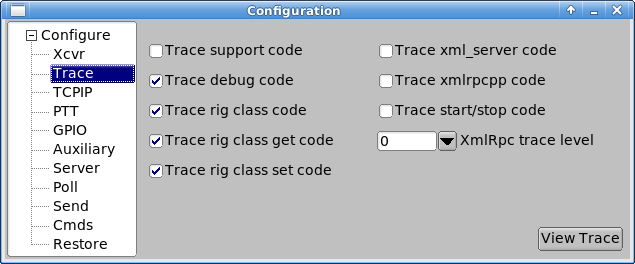 Configuration
Configure
Xcvr
Trace
TCPIP
PTT
GPIO
Auxiliary
Server
Poll
Send
Cmds
Restore
Trace support code
Trace debug code
Trace rig class code
Trace rig class get code
Trace rig class set code
Trace xml_server code
Trace xmlrpcpp code
Trace start/stop code
0 XmlRpc trace level
View Trace